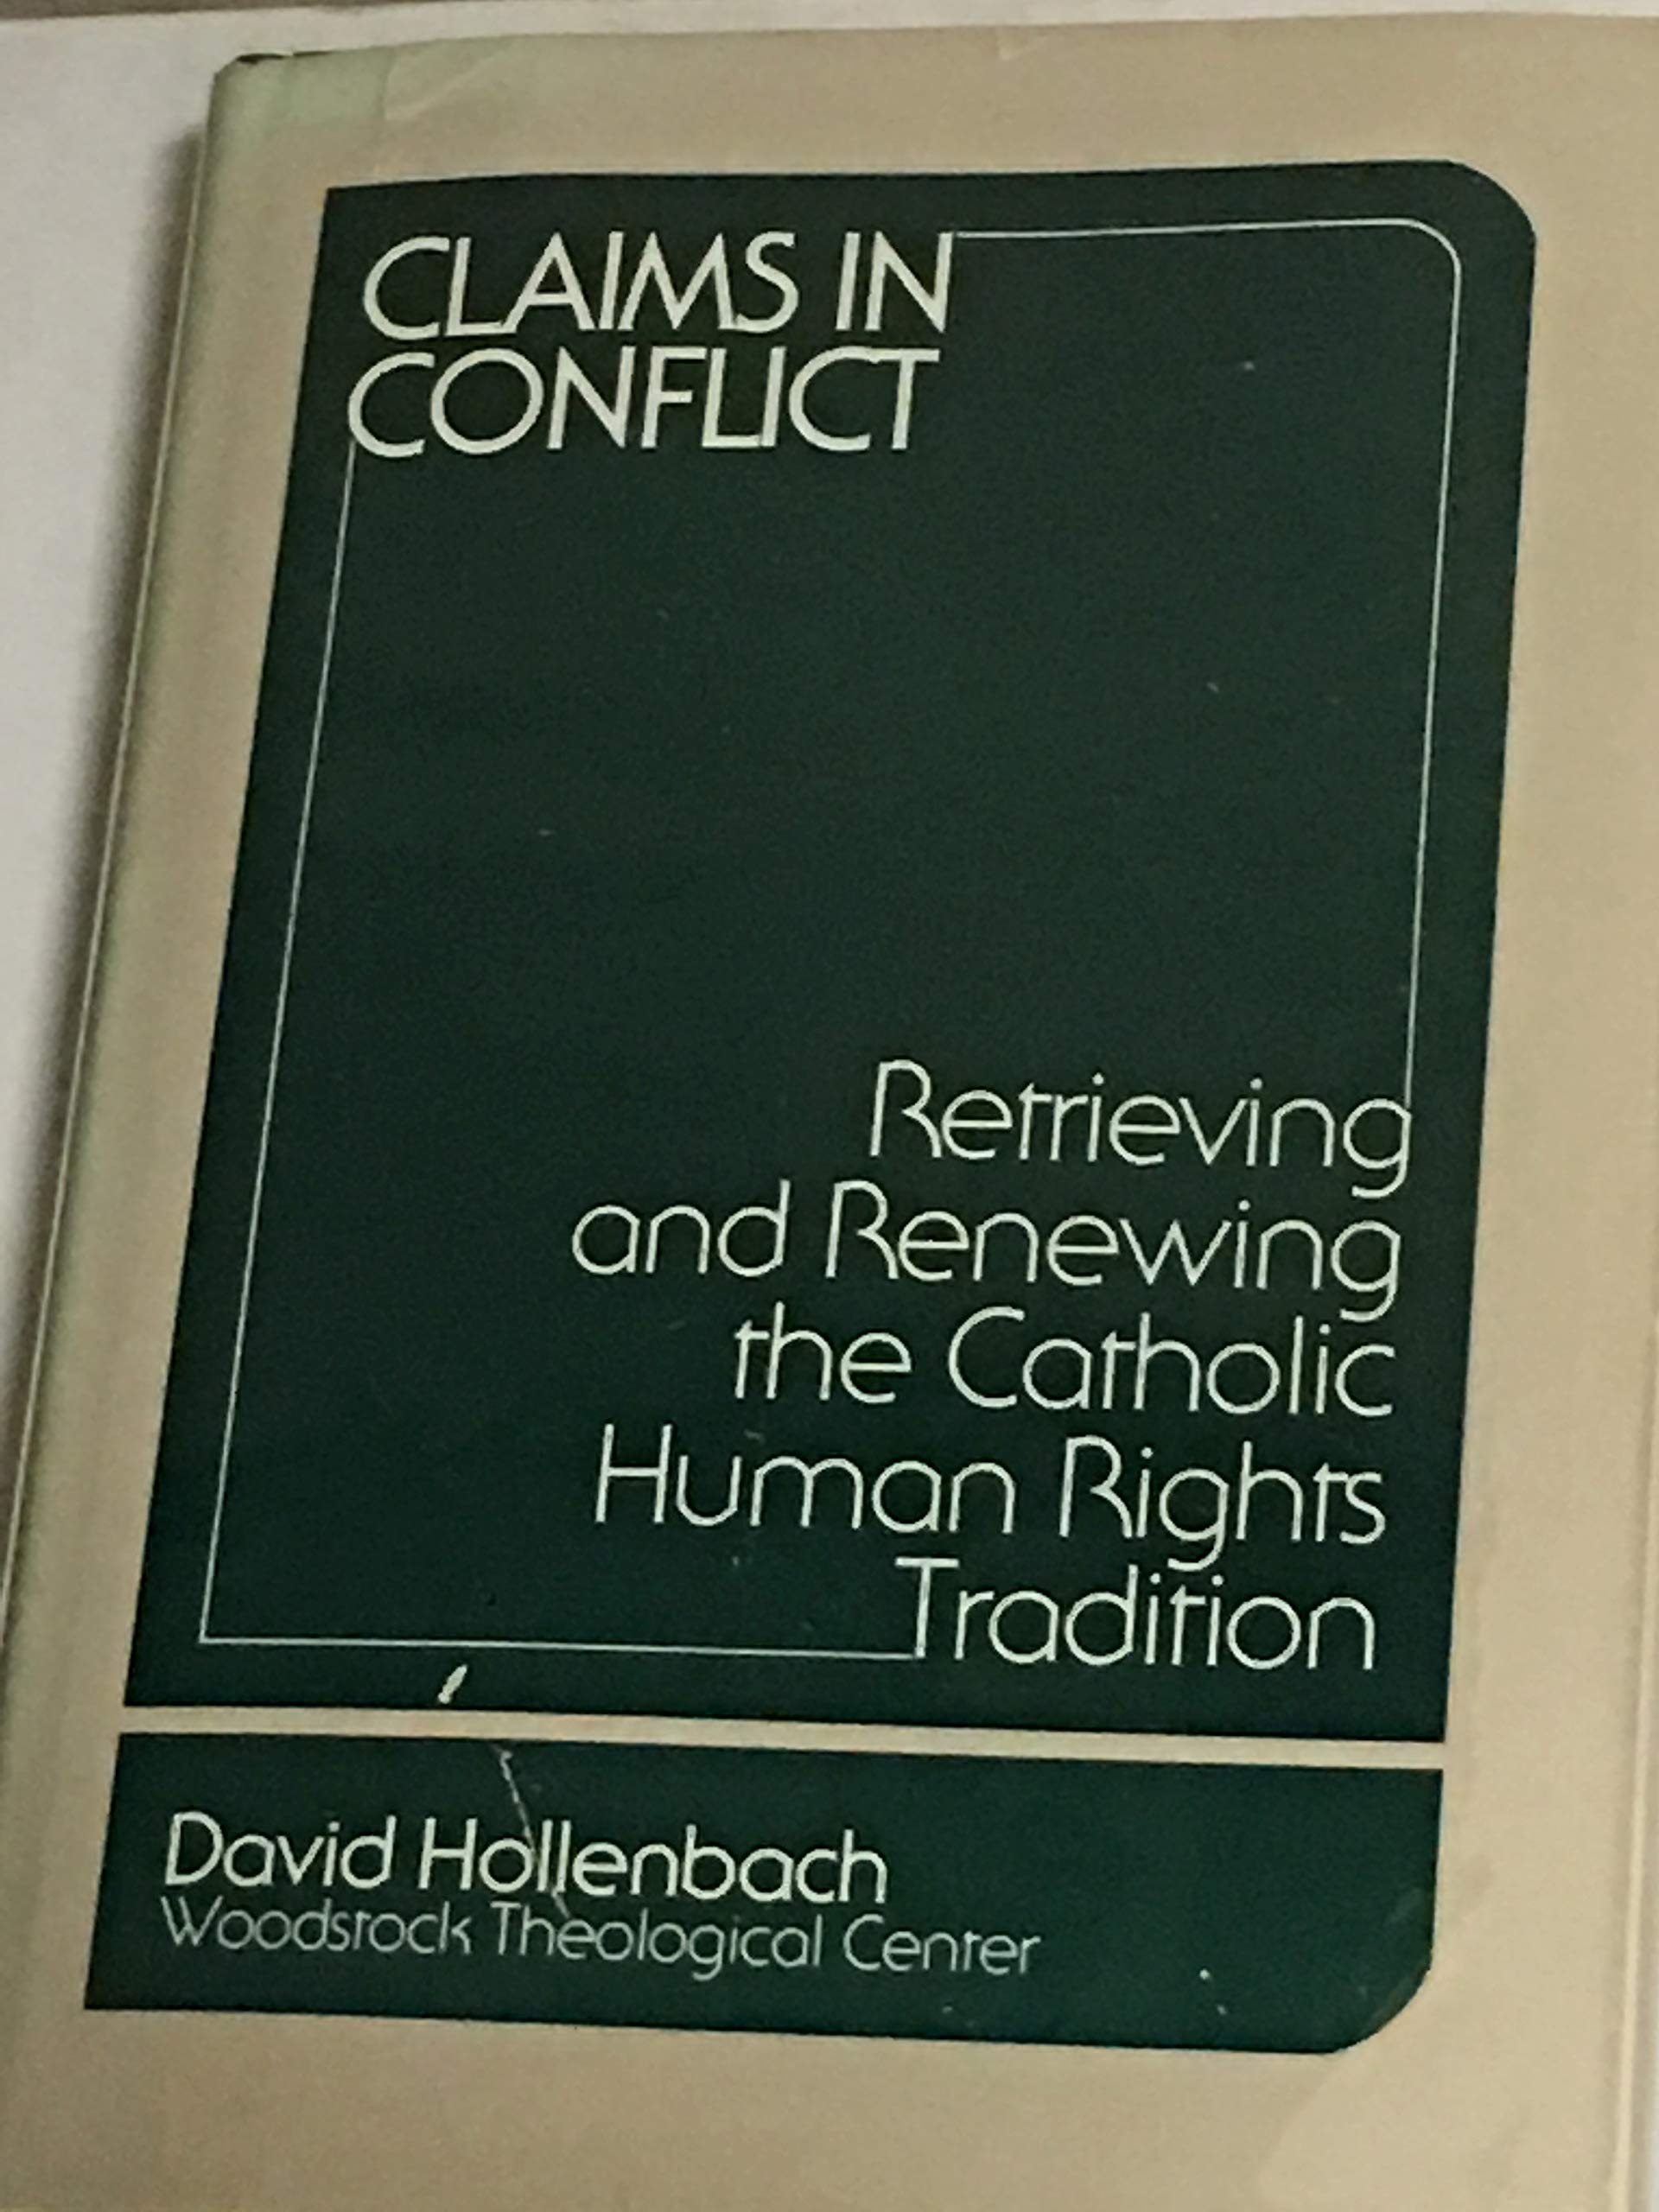 CLAIMS IN
CONFLICT
Retrieving
and Renewing
the Catholic
Human Rights
Tradition
David Hollenbach
Woodstock Theological Center